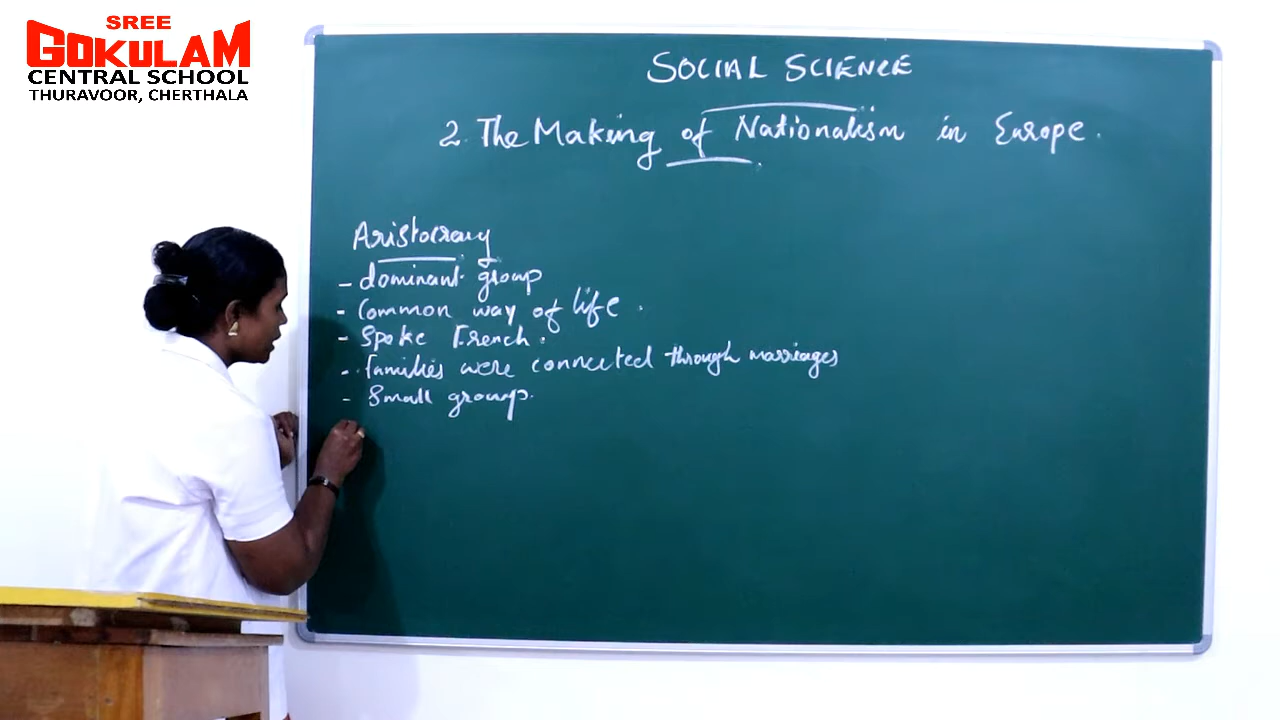 SREE
GOKULAM
CENTRAL SCHOOL
THURAVOOR, CHERTHALA
SOCIAL SCIENCE
2. The Making of Nationalism in Europe.
Aristocracy
- dominant group
- Common way of life.
- Spoke French.
- families were connected through marriages
- Small group.